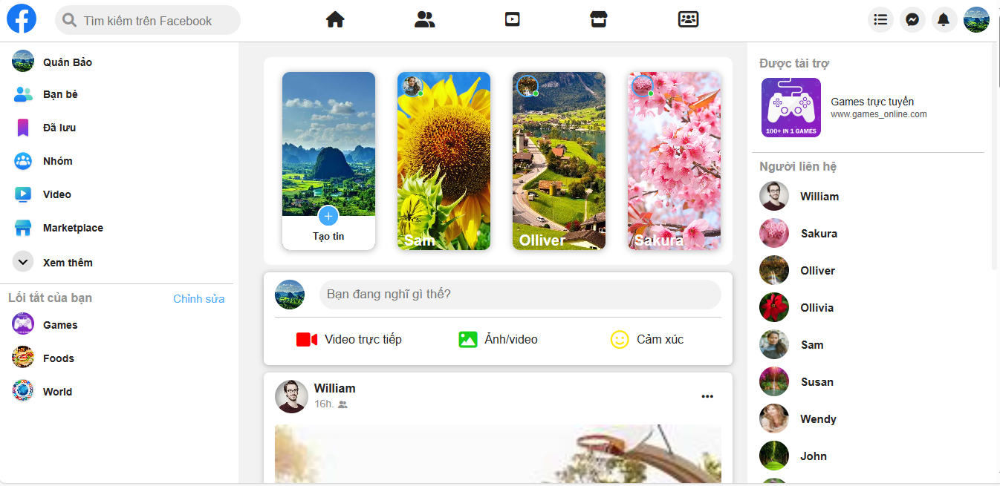 Tìm kiếm trên Facebook
Quân Bảo
Bạn bè
Đã lưu
Nhóm
Video
Marketplace
Xem thêm
Lối tắt của bạn
Chỉnh sửa
Games
Foods
World
Tạo tin
Sam
Olliver
Sakura
Bạn đang nghĩ gì thế?
Video trực tiếp
Ảnh/video
Cảm xúc
William
16h.
Được tài trợ
100+ IN 1 GAMES
Games trực tuyến
www.games_online.com
Người liên hệ
William
Sakura
Olliver
Ollivia
Sam
Susan
Wendy
John